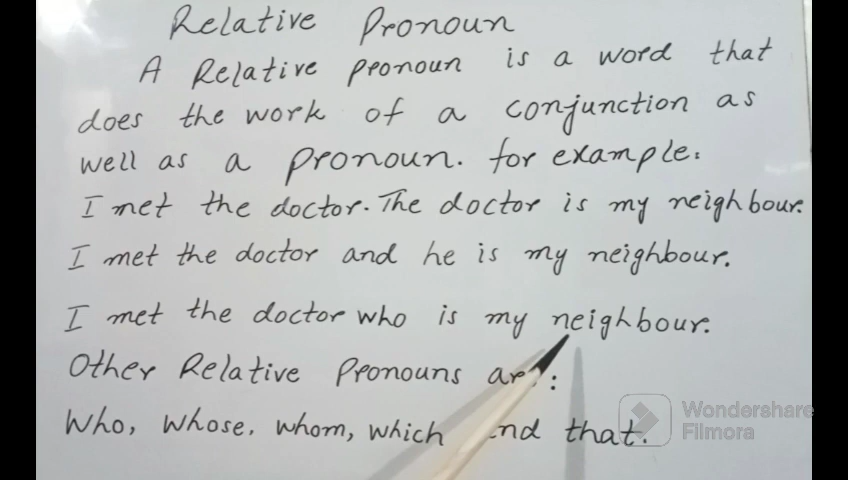 Relative Pronoun
A Relative pronoun is a word that
does the work of a conjunction as
well as a pronoun. for example:
I met the doctor. The doctor is my neighbour.
I met the doctor and he is my neighbour.
I met the doctor who is my neighbour.
Other Relative Pronouns are:
Who, whose, whom, which and that.
Wondershare
Filmora